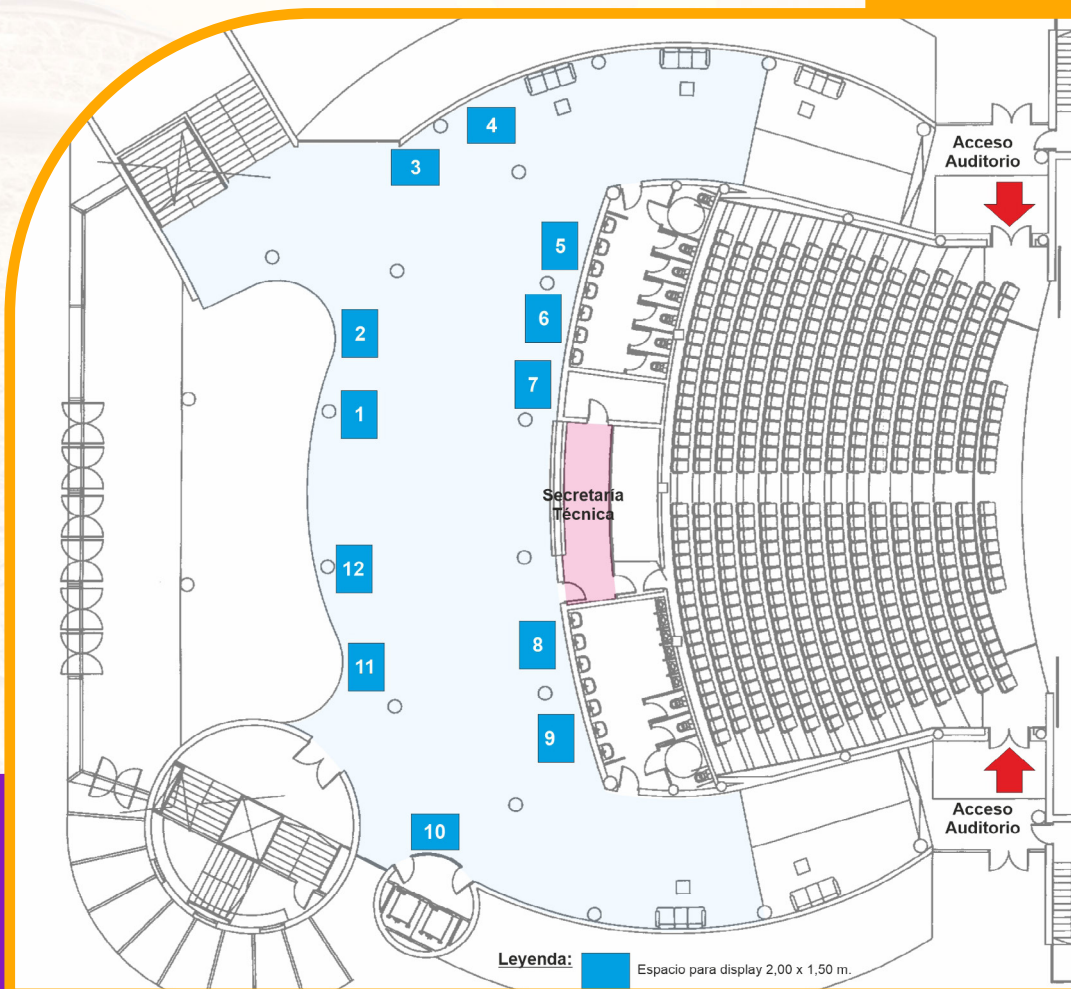 4
3
Acceso
Auditorio
5
6
2
7
1
Secretaría
Técnica
12
8
11
9
10
Acceso
Auditorio
Leyenda:
Espacio para display 2,00 x 1,50 m.